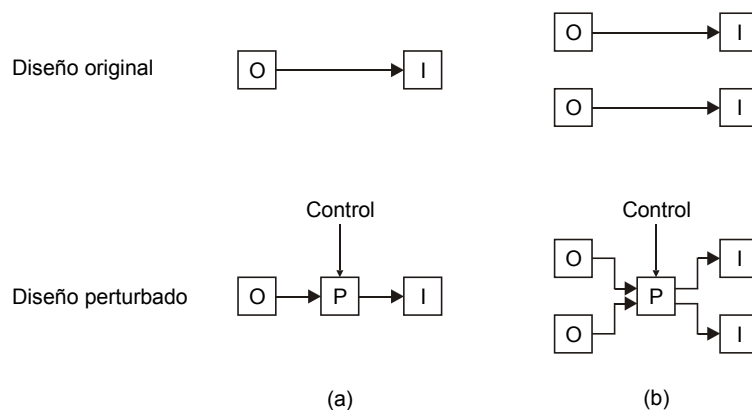 O I
Diseño original O I
O I
Control Control
O I
Diseño perturbado O P I P
O I
(a) (b)